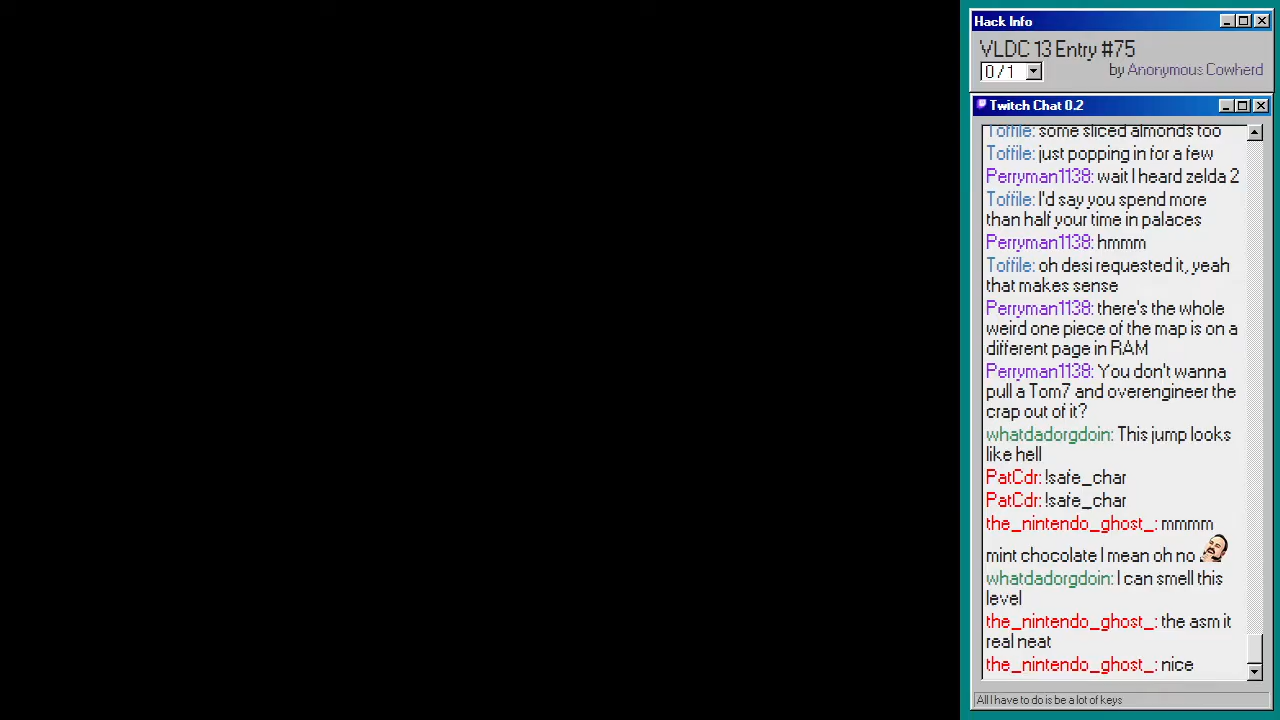 Hack Info
VLDC 13 Entry #75
0 / 1
by Anonymous Cowherd
Twitch Chat 0.2
Toffile: some sliced almonds too
Toffile: just popping in for a few
Perryman1138: wait I heard zelda 2
Toffile: I'd say you spend more
than half your time in palaces
Perryman1138: hmmm
Toffile: oh desi requested it, yeah
that makes sense
Perryman1138: there's the whole
weird one piece of the map is on a
different page in RAM
Perryman1138: You don't wanna
pull a Tom7 and overengineer the
crap out of it?
whatdadorgdoin: This jump looks
like hell
PatCdr: !safe_char
PatCdr: !safe_char
the_nintendo_ghost_: mmmm
mint chocolate I mean oh no
whatdadorgdoin: I can smell this
level
the_nintendo_ghost_: the asm it
real neat
the_nintendo_ghost_: nice
All I have to do is be a lot of keys